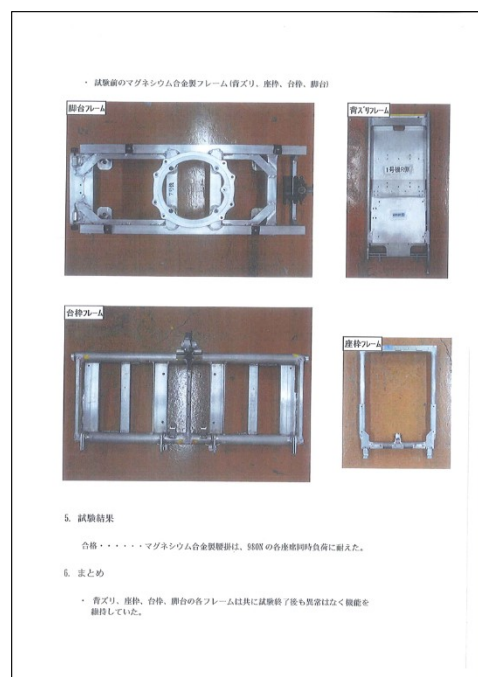 ・ 試験前のマグネシウム合金製フレーム(背ズリ、座枠、台枠、脚台)
脚台フレーム
背ズリフレーム
1号機R形
台枠フレーム
座枠フレーム
5. 試験結果
合格・・・・・・マグネシウム合金製腰掛は、980Nの各座席同時負荷に耐えた。
6. まとめ
・ 背ズリ、座枠、台枠、脚台の各フレームは共に試験終了後も異常はなく機能を
維持していた。